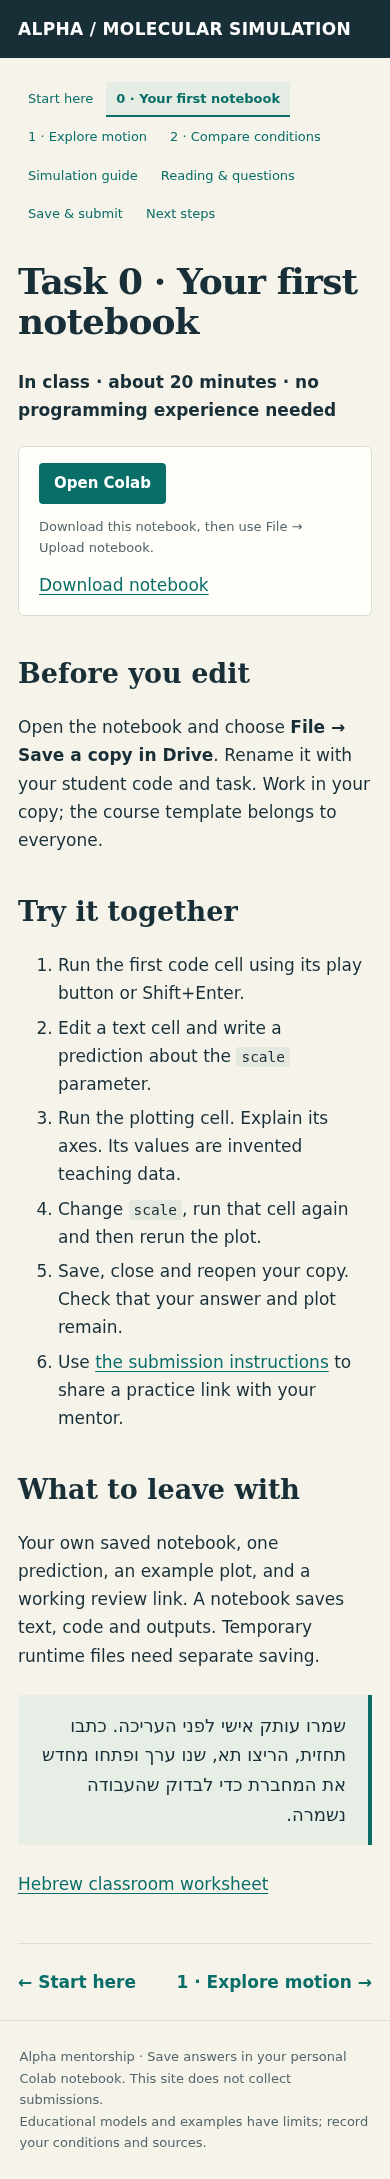 ALPHA / MOLECULAR SIMULATION
Start here
0 · Your first notebook
1 · Explore motion
2 · Compare conditions
Simulation guide
Reading & questions
Save & submit
Next steps
Task 0 · Your first
notebook
In class · about 20 minutes · no
programming experience needed
Open Colab
Download this notebook, then use File →
Upload notebook.
Download notebook
Before you edit
Open the notebook and choose File →
Save a copy in Drive. Rename it with
your student code and task. Work in your
copy; the course template belongs to
everyone.
Try it together
1. Run the first code cell using its play
button or Shift+Enter.
2. Edit a text cell and write a
prediction about the scale
parameter.
3. Run the plotting cell. Explain its
axes. Its values are invented
teaching data.
4. Change scale, run that cell again
and then rerun the plot.
5. Save, close and reopen your copy.
Check that your answer and plot
remain.
6. Use the submission instructions to
share a practice link with your
mentor.
What to leave with
Your own saved notebook, one
prediction, an example plot, and a
working review link. A notebook saves
text, code and outputs. Temporary
runtime files need separate saving.
שמרו עותק אישי לפני העריכה. כתבו
תחזית, הריצו תא, שנו ערך ופתחו מחדש
את המחברת כדי לבדוק שהעבודה
נשמרה.
Hebrew classroom worksheet
← Start here
1 · Explore motion →
Alpha mentorship · Save answers in your personal
Colab notebook. This site does not collect
submissions.
Educational models and examples have limits; record
your conditions and sources.